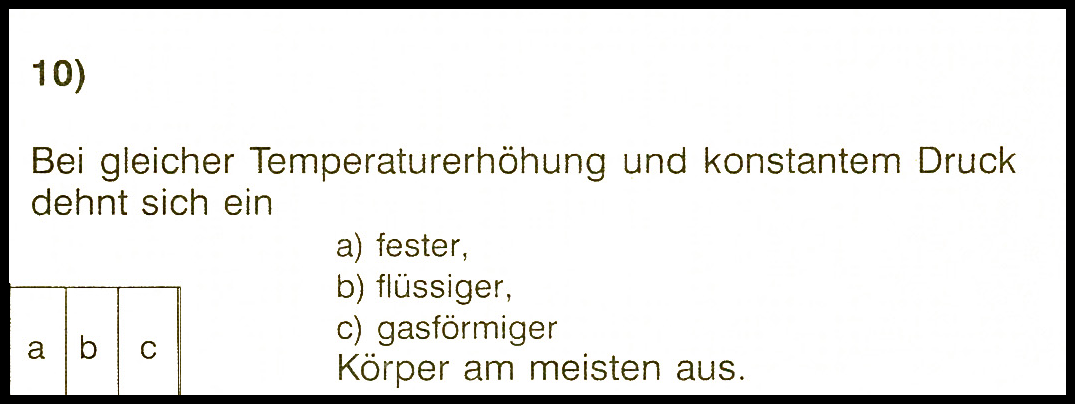 10)
Bei gleicher Temperaturerhöhung und konstantem Druck
dehnt sich ein
a) fester,
b) flüssiger,
c) gasförmiger
Körper am meisten aus.
a b c